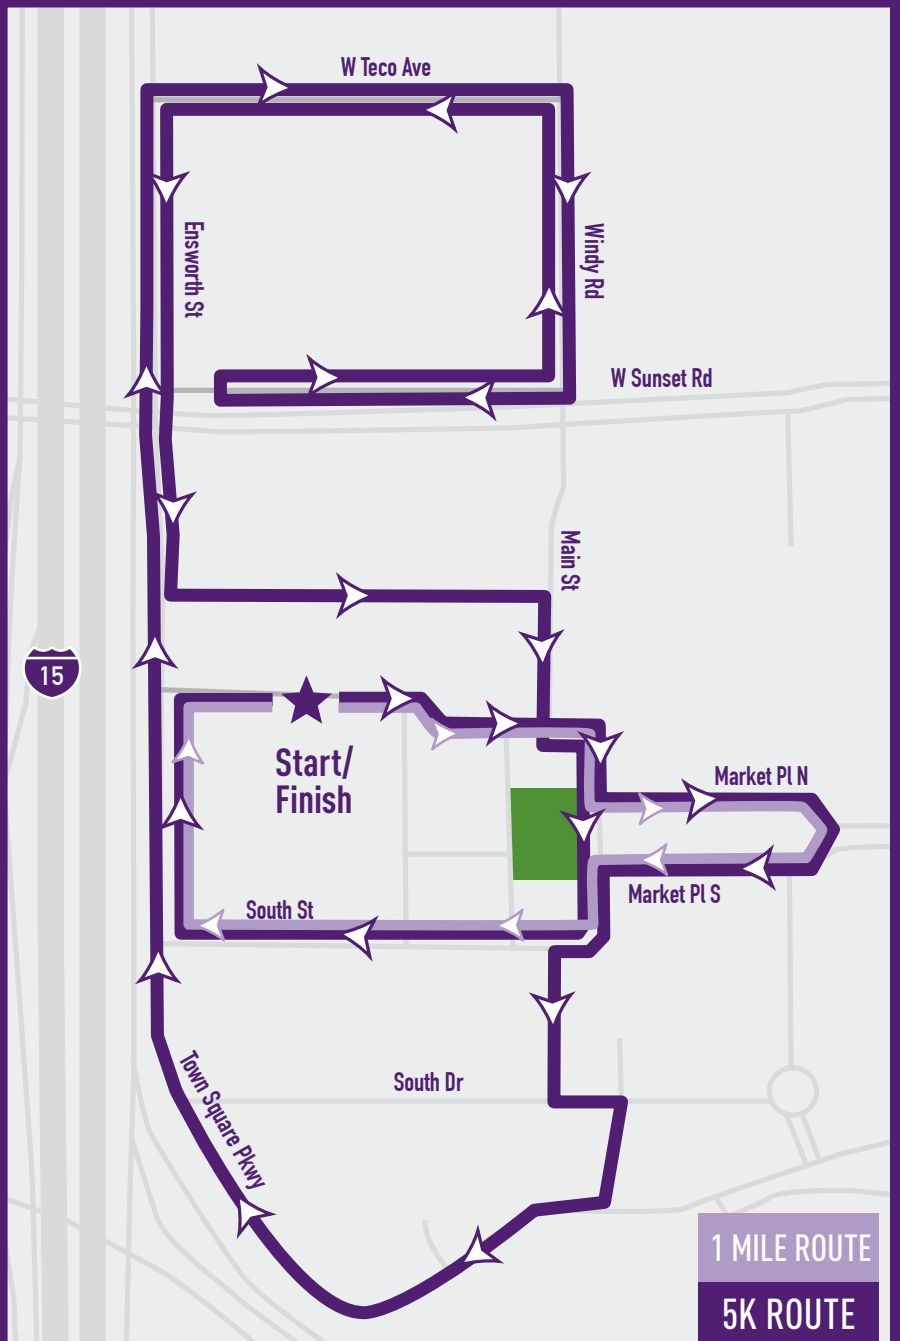 W Teco Ave
Ensworth St
Windy Rd
W Sunset Rd
Main St
15
Start/
Finish
Market Pl N
Market Pl S
South St
South Dr
Town Square Pkwy
1 MILE ROUTE
5K ROUTE